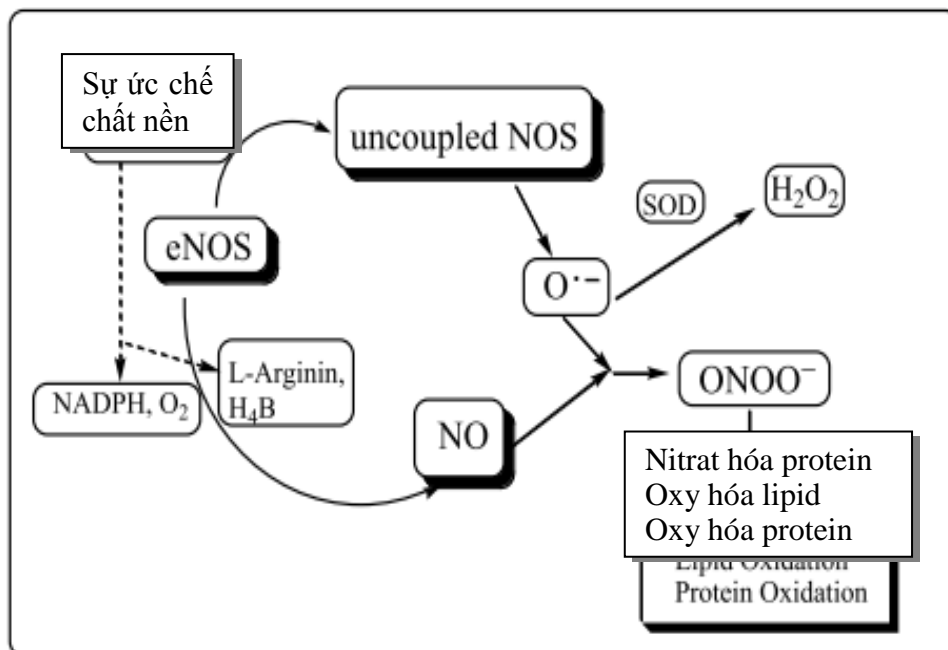 Sự ức chế
chất nền
uncoupled NOS
SOD
H₂O₂
eNOS
O·−
L-Arginin,
H₄B
NADPH, O₂
NO
ONOO⁻
Nitrat hóa protein
Oxy hóa lipid
Oxy hóa protein
Lipid Oxidation
Protein Oxidation